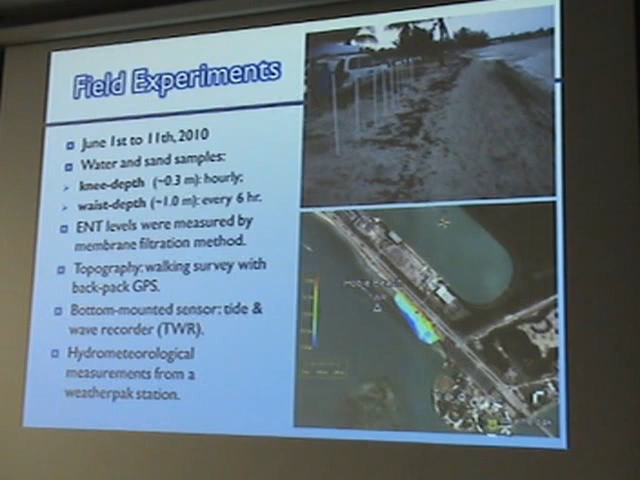 Field Experiments
June 1st to 11th, 2010
Water and sand samples:
knee-depth (~0.3 m): hourly;
waist-depth (~1.0 m): every 6 hr.
ENT levels were measured by
membrane filtration method.
Topography: walking survey with
back-pack GPS.
Bottom-mounted sensor: tide &
wave recorder (TWR).
Hydrometeorological
measurements from a
weatherpak station.